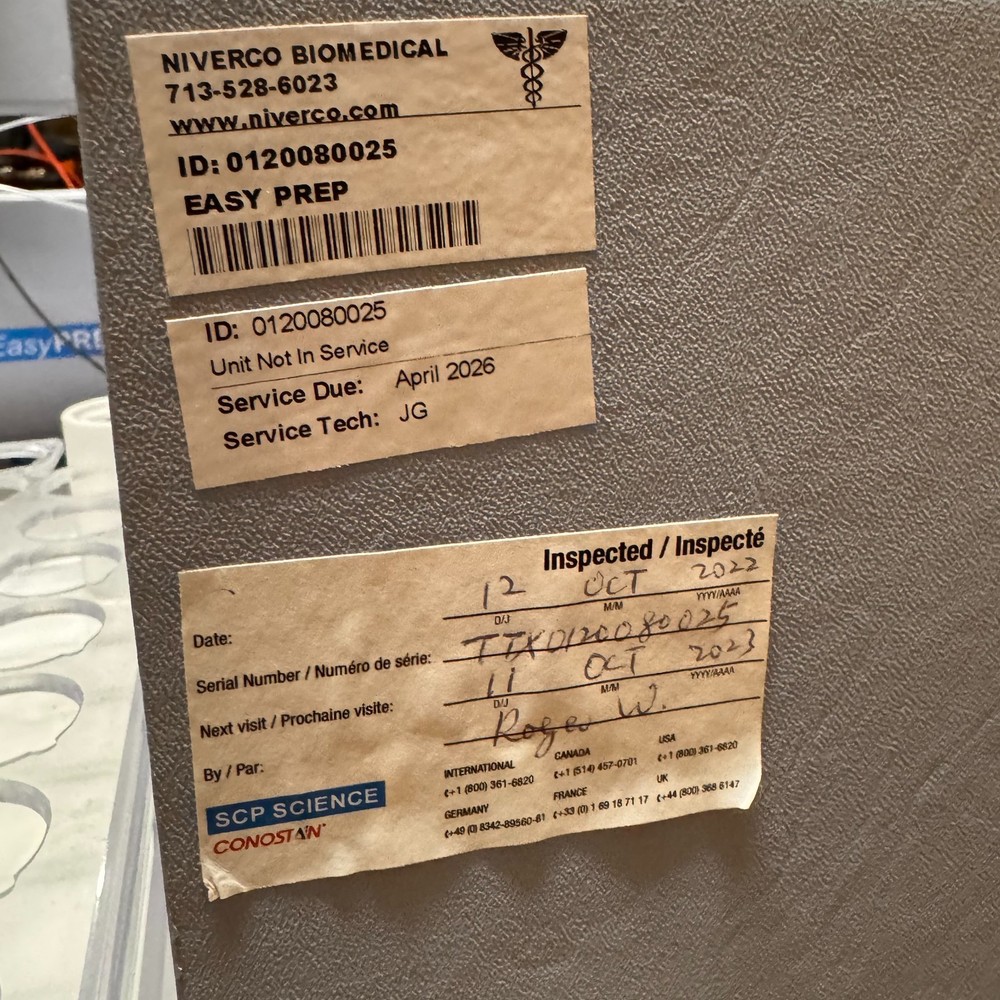 NIVERCO BIOMEDICAL
713-528-6023
www.niverco.com
ID: 0120080025
EASY PREP
ID: 0120080025
Unit Not In Service
Service Due: April 2026
Service Tech: JG
Inspected / Inspecté
Date: 12 OCT 2022
D/J M/M YYYY/AAAA
Serial Number / Numéro de série: TTXD120080025
Next visit / Prochaine visite: 11 OCT 2023
D/J M/M YYYY/AAAA
By / Par: Roger W.
SCP SCIENCE
CONOSTAN
INTERNATIONAL
(+1 (800) 361-6820
CANADA
(+1 (514) 457-0701
USA
(+1 (800) 361-6820
GERMANY
(+49 (0) 8342-89560-61
FRANCE
(+33 (0) 1 69 18 71 17
UK
(+44 (800) 368 6147
EasyPRE